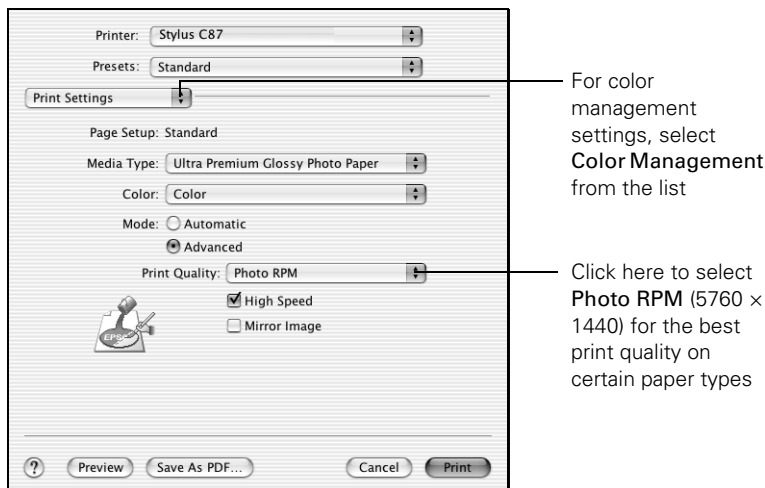 Printer: Stylus C87
Presets: Standard
Print Settings
Page Setup: Standard
Media Type: Ultra Premium Glossy Photo Paper
Color: Color
Mode: Automatic
Advanced
Print Quality: Photo RPM
High Speed
Mirror Image
EPSON
? Preview Save As PDF... Cancel Print
For color
management
settings, select
Color Management
from the list
Click here to select
Photo RPM (5760 ×
1440) for the best
print quality on
certain paper types